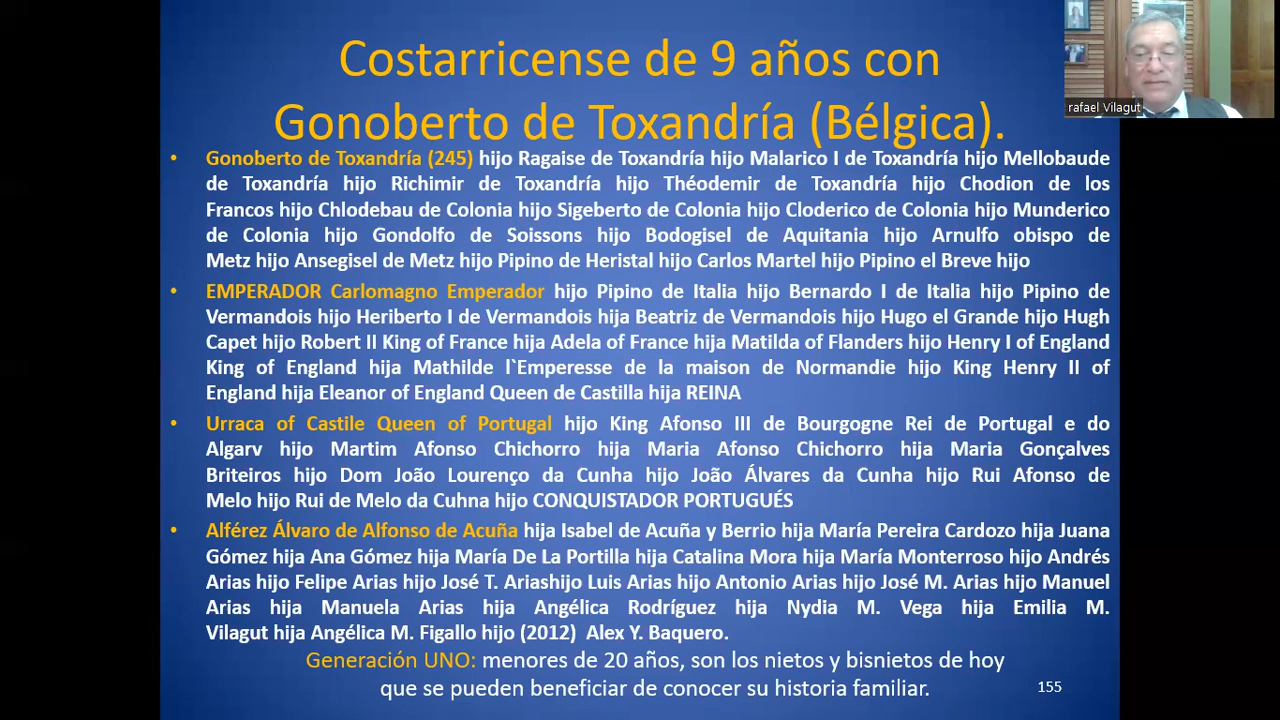 Costarricense de 9 años con
Gonoberto de Toxandría (Bélgica).
rafael Vilagut
• Gonoberto de Toxandría (245) hijo Ragaise de Toxandría hijo Malarico I de Toxandría hijo Mellobaude
de Toxandría hijo Richimir de Toxandría hijo Théodemir de Toxandría hijo Chodion de los
Francos hijo Chlodebau de Colonia hijo Sigeberto de Colonia hijo Cloderico de Colonia hijo Munderico
de Colonia hijo Gondolfo de Soissons hijo Bodogisel de Aquitania hijo Arnulfo obispo de
Metz hijo Ansegisel de Metz hijo Pipino de Heristal hijo Carlos Martel hijo Pipino el Breve hijo
• EMPERADOR Carlomagno Emperador hijo Pipino de Italia hijo Bernardo I de Italia hijo Pipino de
Vermandois hijo Heriberto I de Vermandois hija Beatriz de Vermandois hijo Hugo el Grande hijo Hugh
Capet hijo Robert II King of France hija Adela of France hija Matilda of Flanders hijo Henry I of England
King of England hija Mathilde l`Emperesse de la maison de Normandie hijo King Henry II of
England hija Eleanor of England Queen de Castilla hija REINA
• Urraca of Castile Queen of Portugal hijo King Afonso III de Bourgogne Rei de Portugal e do
Algarv hijo Martim Afonso Chichorro hija Maria Afonso Chichorro hija Maria Gonçalves
Briteiros hijo Dom João Lourenço da Cunha hijo João Álvares da Cunha hijo Rui Afonso de
Melo hijo Rui de Melo da Cuhna hijo CONQUISTADOR PORTUGUÉS
• Alférez Álvaro de Alfonso de Acuña hija Isabel de Acuña y Berrio hija María Pereira Cardozo hija Juana
Gómez hija Ana Gómez hija María De La Portilla hija Catalina Mora hija María Monterroso hijo Andrés
Arias hijo Felipe Arias hijo José T. Ariashijo Luis Arias hijo Antonio Arias hijo José M. Arias hijo Manuel
Arias hija Manuela Arias hija Angélica Rodríguez hija Nydia M. Vega hija Emilia M.
Vilagut hija Angélica M. Figallo hijo (2012) Alex Y. Baquero.
Generación UNO: menores de 20 años, son los nietos y bisnietos de hoy
que se pueden beneficiar de conocer su historia familiar.
155